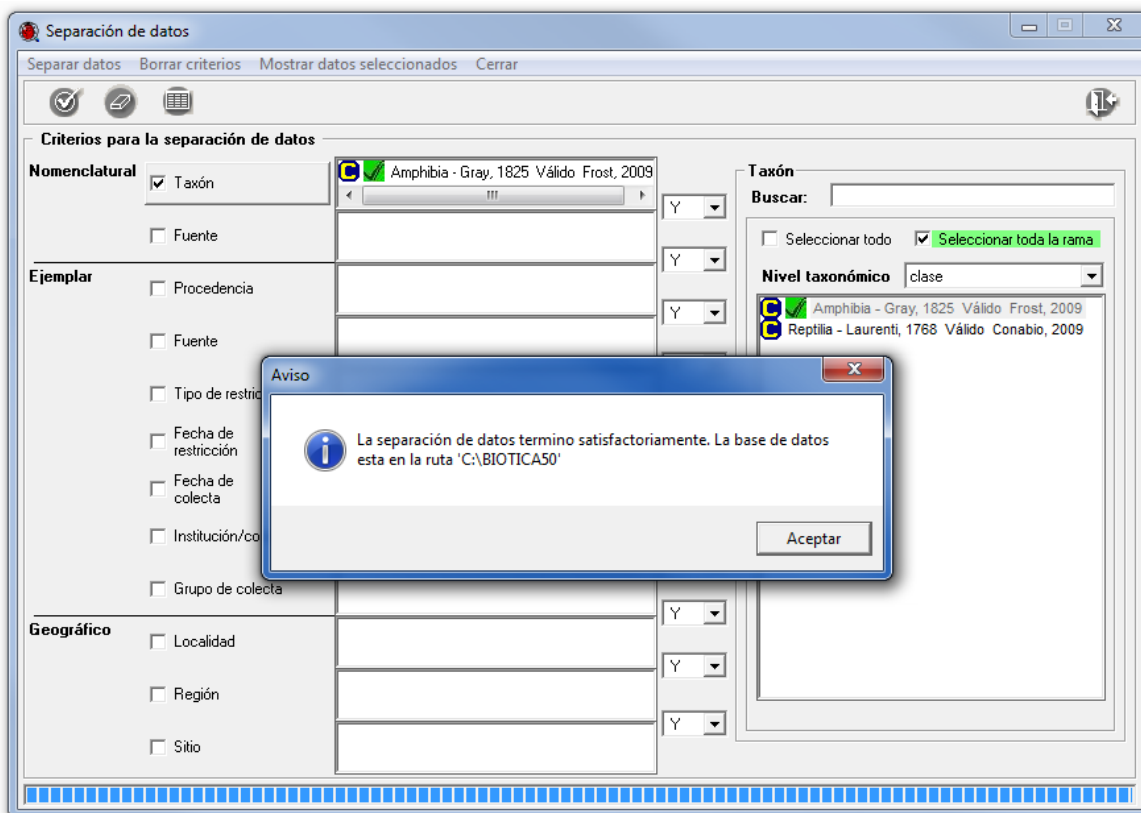 Separación de datos
Separar datos Borrar criterios Mostrar datos seleccionados Cerrar
Criterios para la separación de datos
Nomenclatural
Taxón
C Amphibia - Gray, 1825 Válido Frost, 2009
Y
Fuente
Y
Ejemplar
Procedencia
Y
Fuente
Tipo de restric
Fecha de
restricción
Fecha de
colecta
Institución/co
Grupo de colecta
Y
Geográfico
Localidad
Y
Región
Y
Sitio
Taxón
Buscar:
Seleccionar todo Seleccionar toda la rama
Nivel taxonómico clase
C Amphibia - Gray, 1825 Válido Frost, 2009
C Reptilia - Laurenti, 1768 Válido Conabio, 2009
Aviso
La separación de datos termino satisfactoriamente. La base de datos
esta en la ruta 'C:\BIOTICA50'
Aceptar